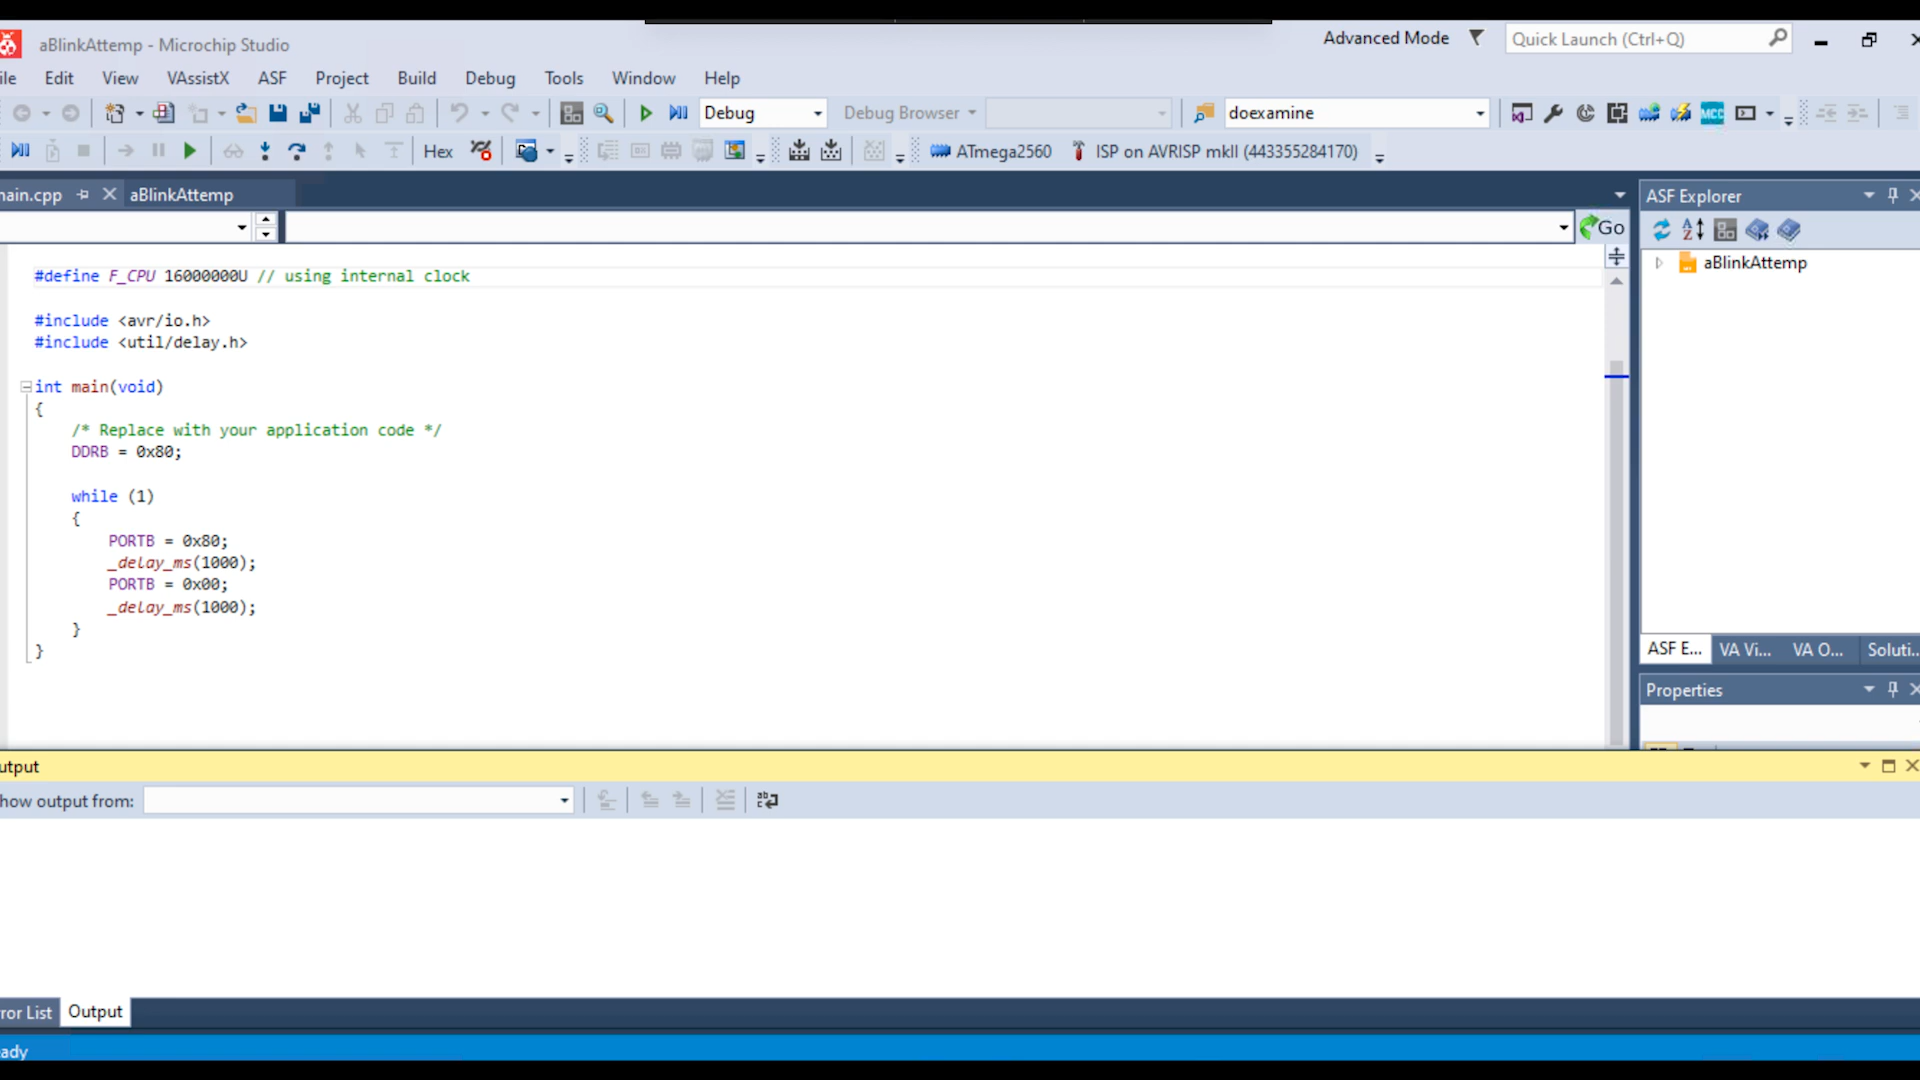 aBlinkAttemp - Microchip Studio
Advanced Mode
Quick Launch (Ctrl+Q)
ile Edit View VAssistX ASF Project Build Debug Tools Window Help
Debug Debug Browser doexamine MCC
Hex ATmega2560 ISP on AVRISP mkII (443355284170)
main.cpp aBlinkAttemp
Go
#define F_CPU 16000000U // using internal clock
#include <avr/io.h>
#include <util/delay.h>
int main(void)
{
/* Replace with your application code */
DDRB = 0x80;
while (1)
{
PORTB = 0x80;
_delay_ms(1000);
PORTB = 0x00;
_delay_ms(1000);
}
}
ASF Explorer
aBlinkAttemp
ASF E... VA Vi... VA O... Soluti...
Properties
utput
how output from:
ror List Output
ady